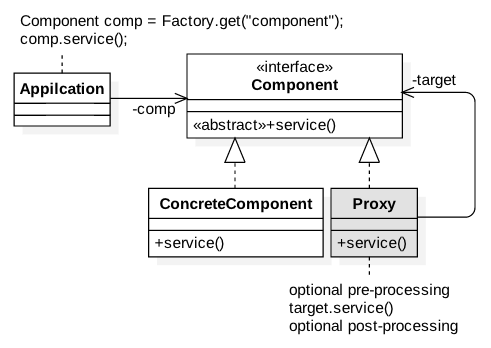 Component comp = Factory.get("component");
comp.service();
Appilcation
-comp
«interface»
Component
«abstract»+service()
-target
ConcreteComponent
+service()
Proxy
+service()
optional pre-processing
target.service()
optional post-processing